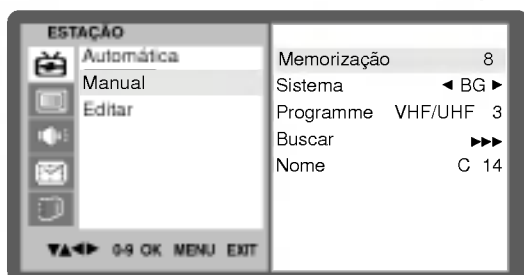 ESTAÇÃO
Automática
Manual
Editar
Memorização 8
Sistema ◄ BG ►
Programme VHF/UHF 3
Buscar ►►►
Nome C 14
▼▲◄► 0-9 OK MENU EXIT